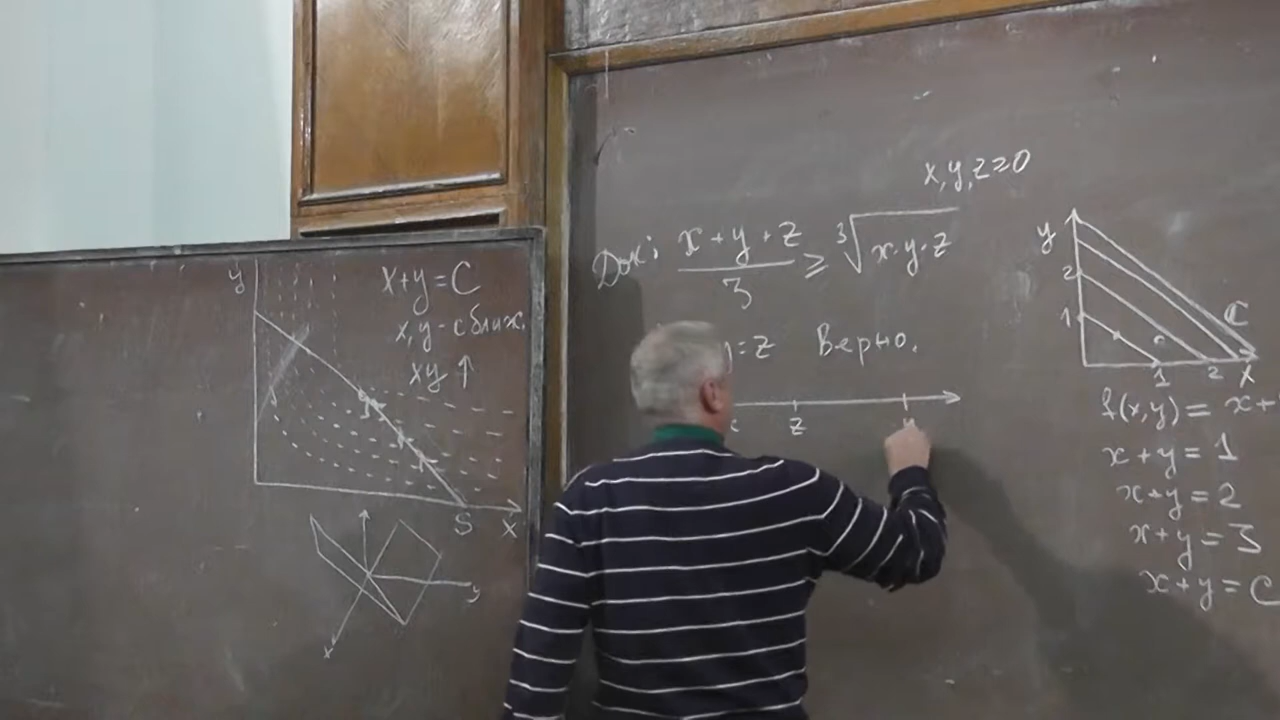 y
x+y=C
x,y - сближ.
xy ↑
S
x
y
x
x,y,z≥0
Док: (x+y+z)/3 ≥ ∛(x·y·z)
y=z Верно.
z
y
2
1
C
1 2 x
f(x,y) = x+
x+y = 1
x+y = 2
x+y = 3
x+y = C